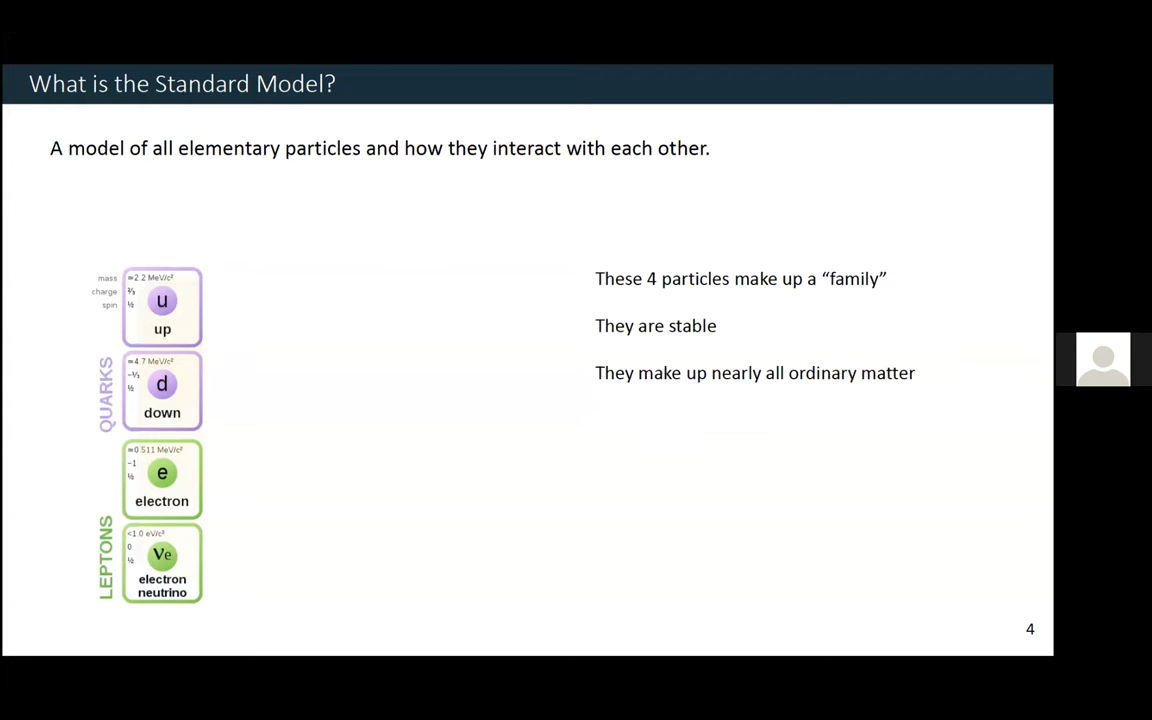 What is the Standard Model?
A model of all elementary particles and how they interact with each other.
mass
charge
spin
≃2.2 MeV/c²
⅔
½
u
up
QUARKS
≃4.7 MeV/c²
-⅓
½
d
down
≃0.511 MeV/c²
-1
½
e
electron
LEPTONS
<1.0 eV/c²
0
½
Ve
electron
neutrino
These 4 particles make up a “family”
They are stable
They make up nearly all ordinary matter
4